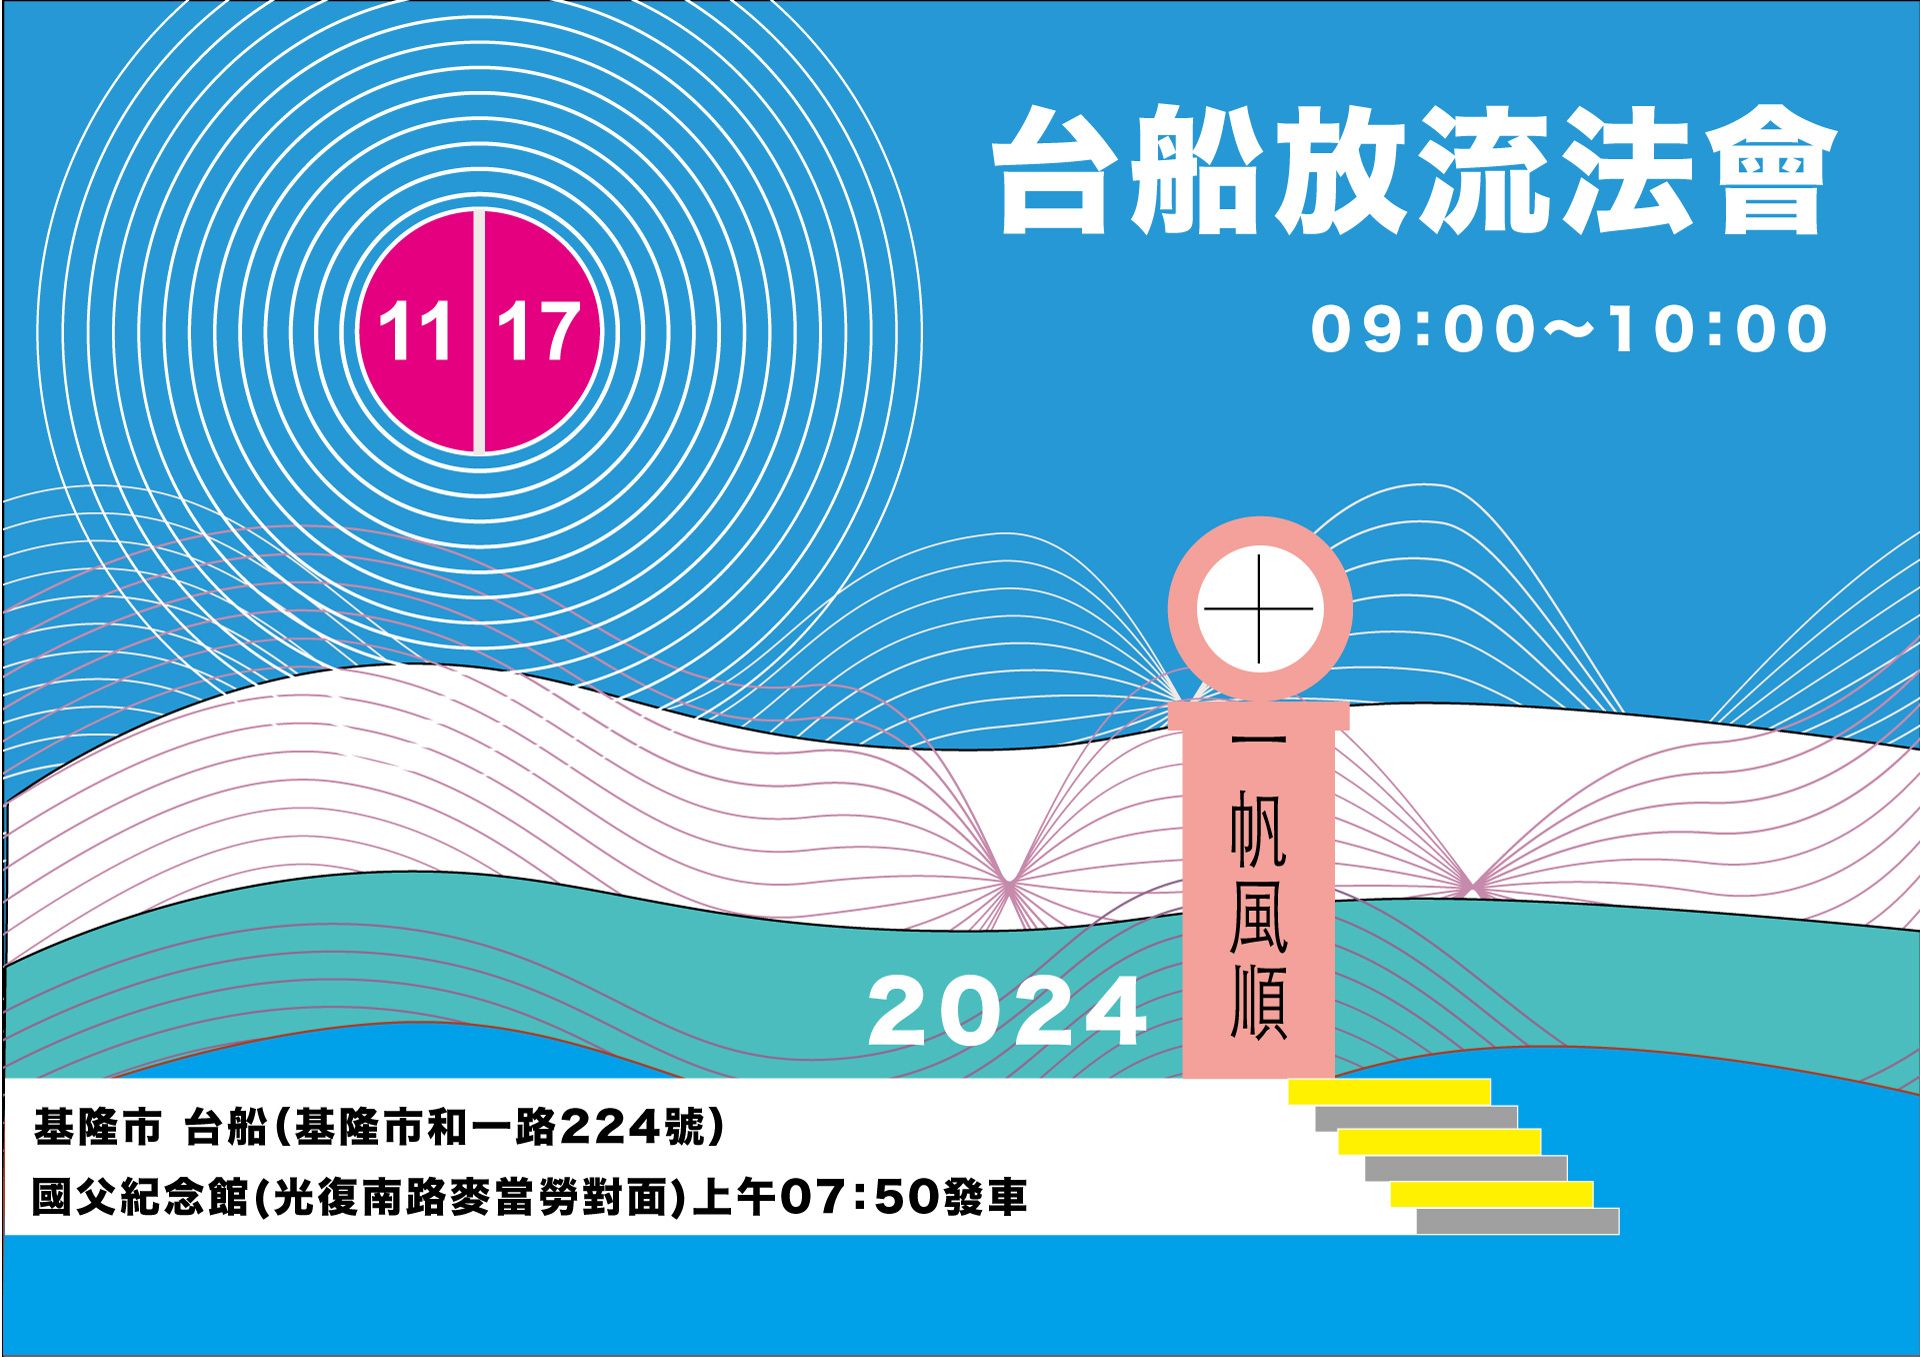 台船放流法會
09:00~10:00
11 17
一帆風順
2024
基隆市 台船(基隆市和一路224號)
國父紀念館(光復南路麥當勞對面)上午07:50發車